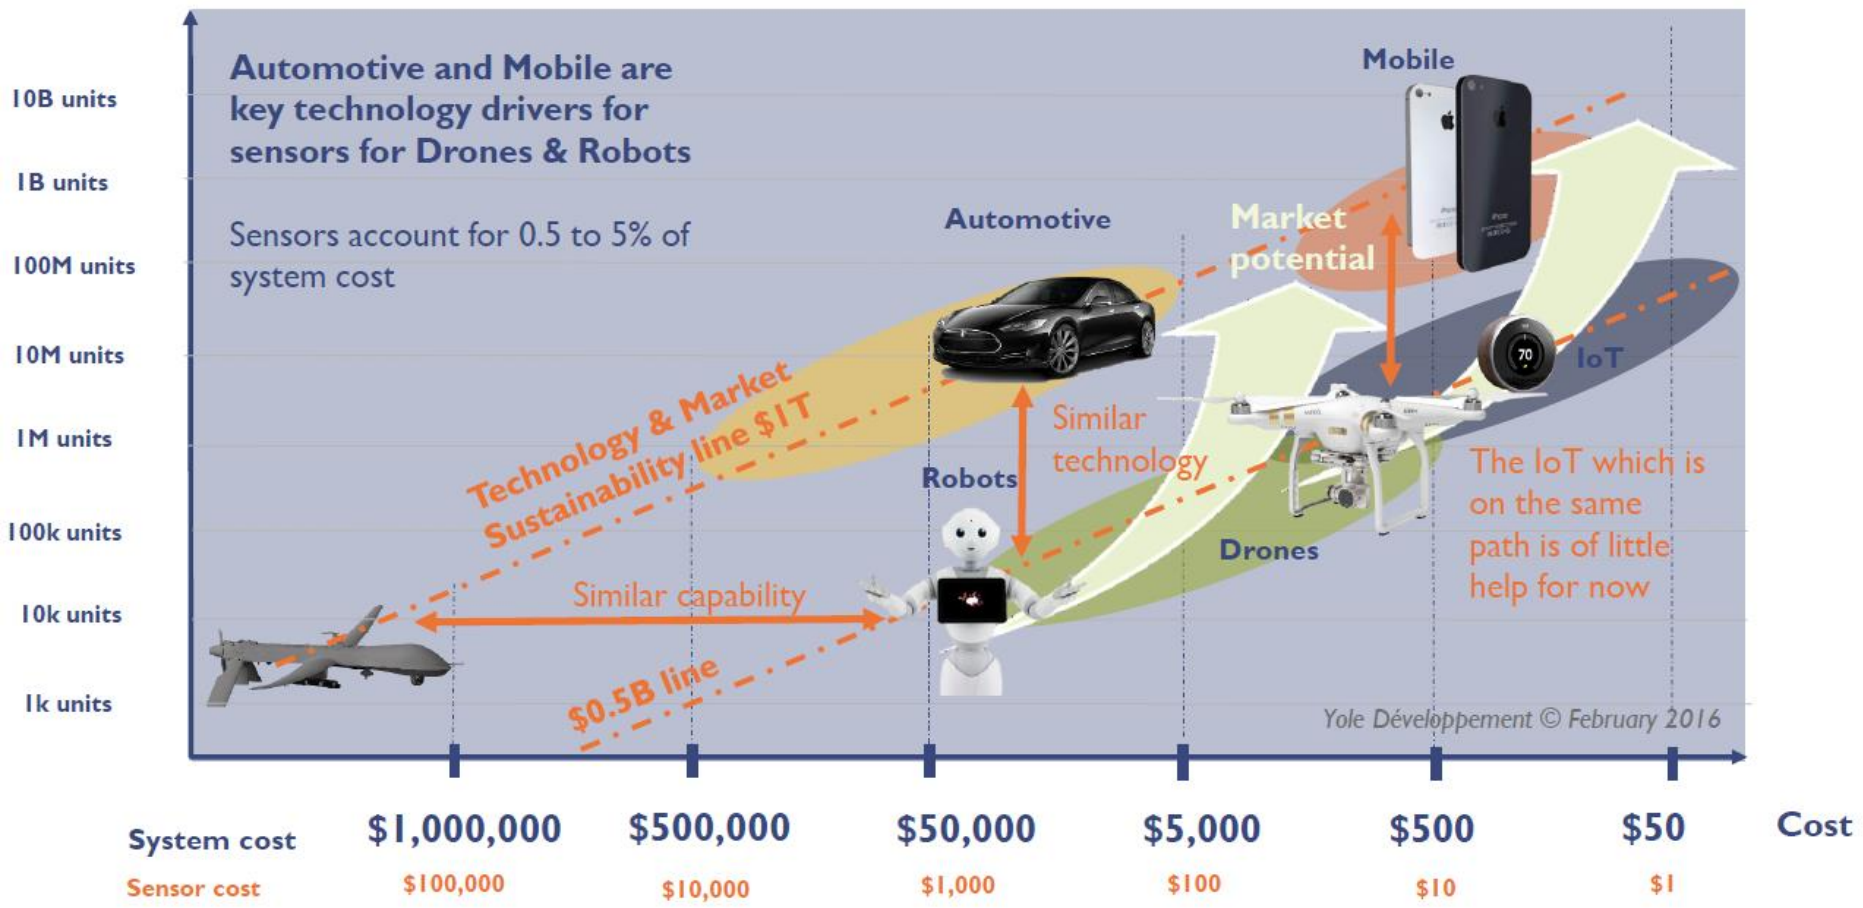 Automotive and Mobile are
key technology drivers for
sensors for Drones & Robots
Sensors account for 0.5 to 5% of
system cost
10B units
1B units
100M units
10M units
1M units
100k units
10k units
1k units
Mobile
Automotive
Market
potential
Technology & Market
Sustainability line $1T
Similar
technology
Robots
IoT
70
Drones
The IoT which is
on the same
path is of little
help for now
Similar capability
$0.5B line
Yole Développement © February 2016
System cost $1,000,000 $500,000 $50,000 $5,000 $500 $50 Cost
Sensor cost $100,000 $10,000 $1,000 $100 $10 $1